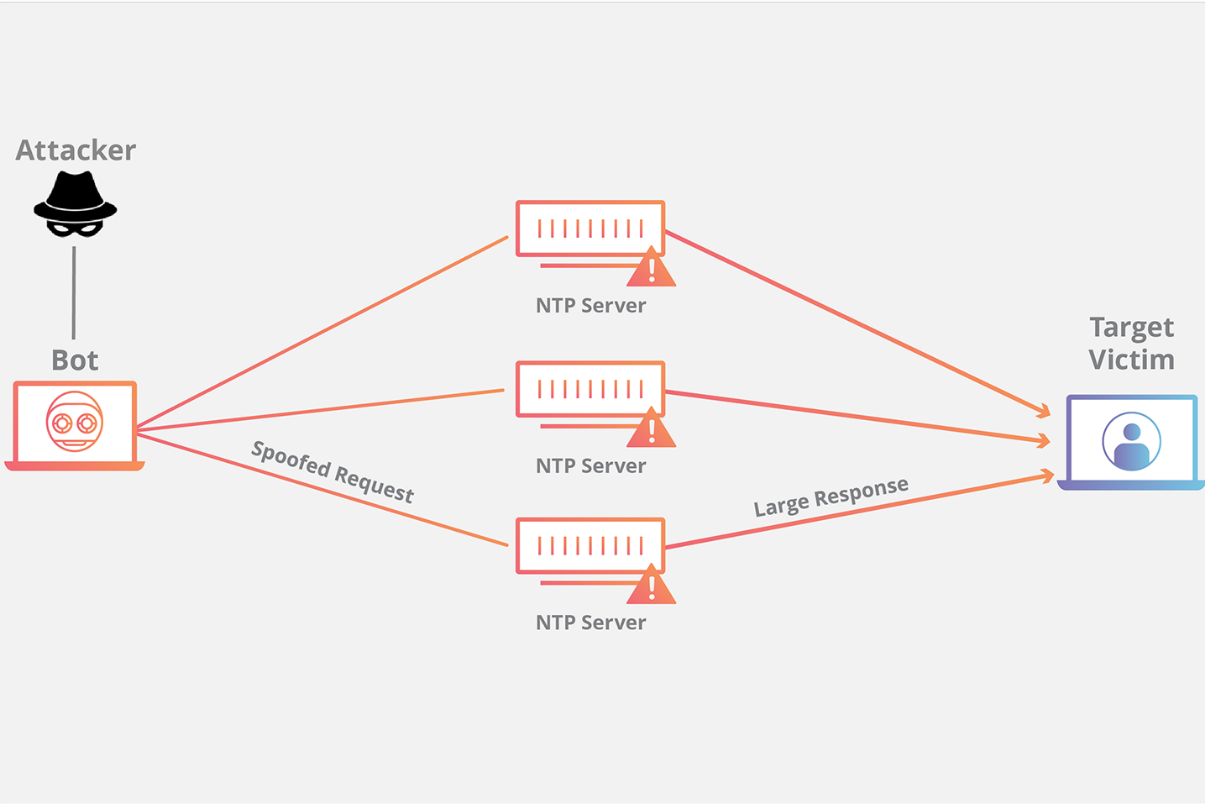 Attacker
Bot
Spoofed Request
NTP Server
NTP Server
NTP Server
Large Response
Target
Victim